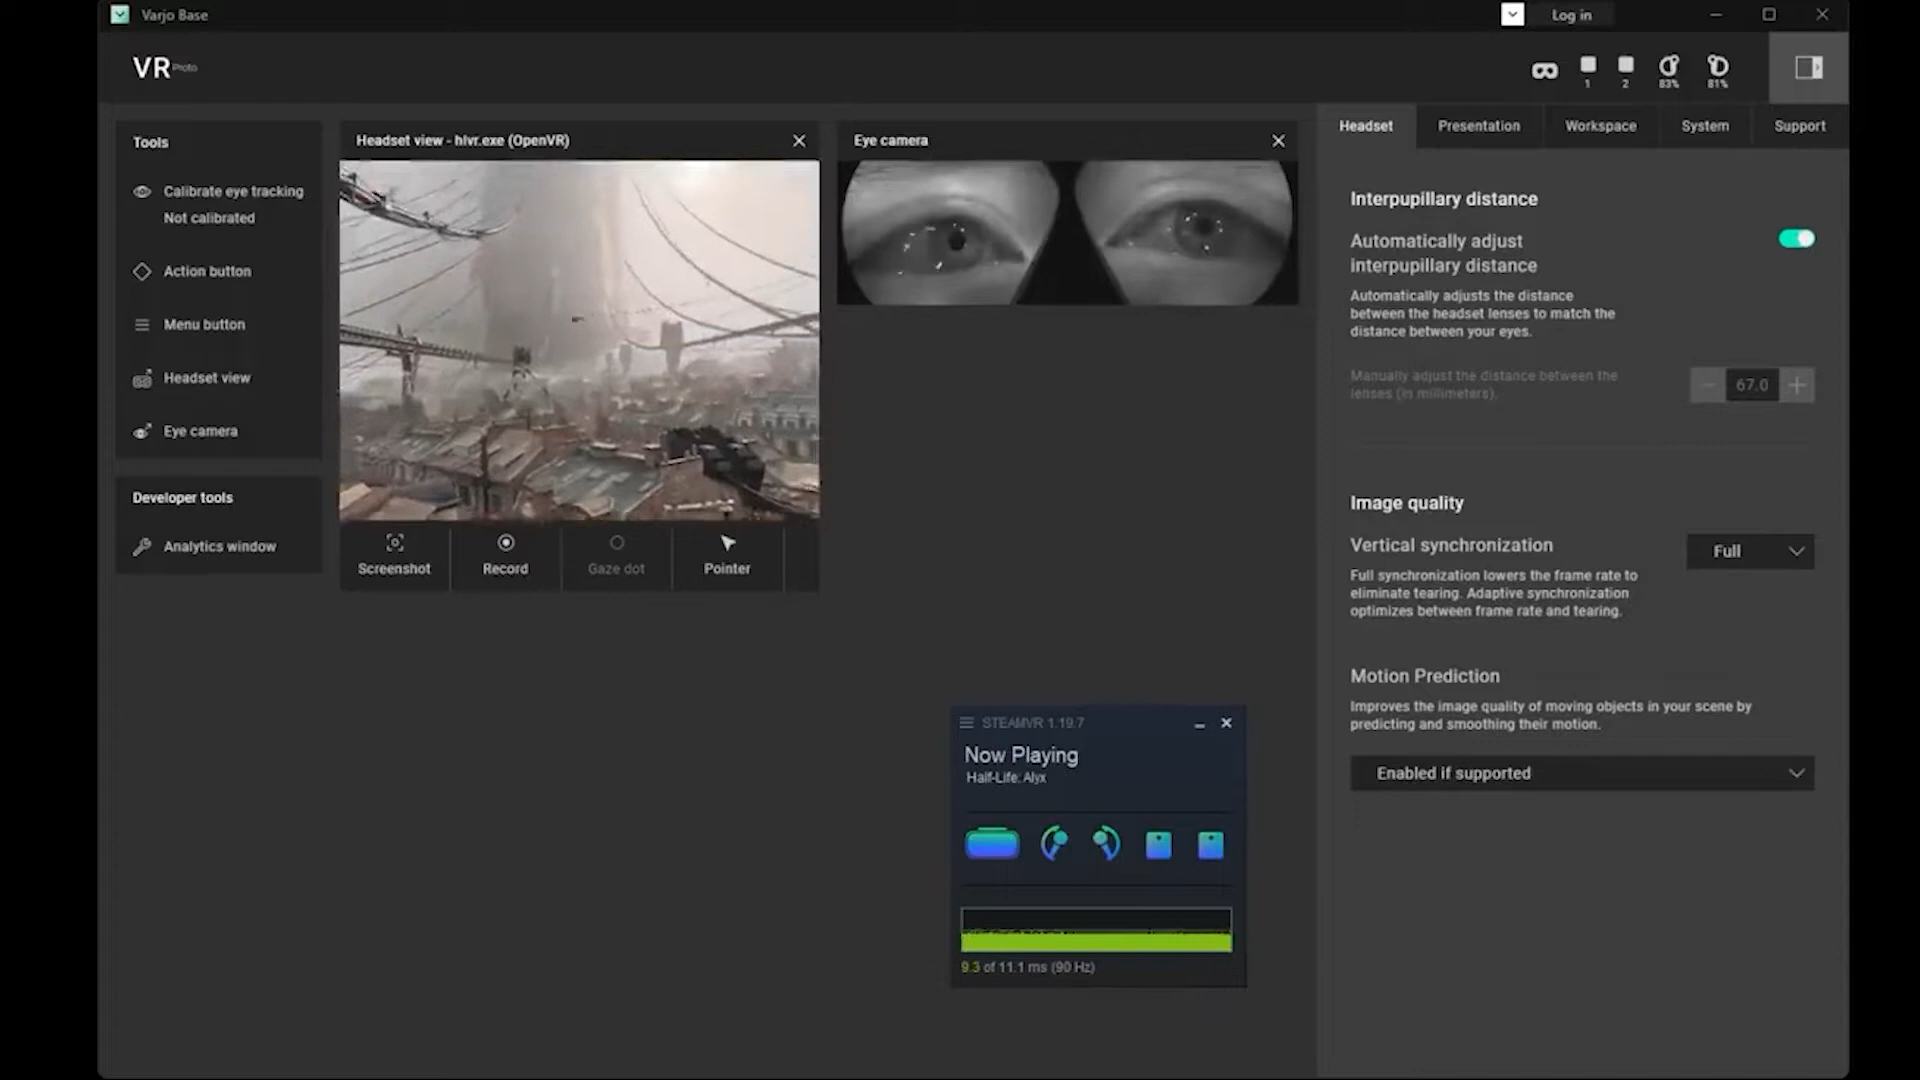 Varjo Base
Log in
VR Proto
1
2
83%
81%
Tools
Calibrate eye tracking
Not calibrated
Action button
Menu button
Headset view
Eye camera
Developer tools
Analytics window
Headset view - hlvr.exe (OpenVR)
Screenshot
Record
Gaze dot
Pointer
Eye camera
STEAMVR 1.19.7
Now Playing
Half-Life: Alyx
9.3 of 11.1 ms (90 Hz)
Headset
Presentation
Workspace
System
Support
Interpupillary distance
Automatically adjust
interpupillary distance
Automatically adjusts the distance
between the headset lenses to match the
distance between your eyes.
Manually adjust the distance between the
lenses (in millimeters).
67.0
Image quality
Vertical synchronization
Full
Full synchronization lowers the frame rate to
eliminate tearing. Adaptive synchronization
optimizes between frame rate and tearing.
Motion Prediction
Improves the image quality of moving objects in your scene by
predicting and smoothing their motion.
Enabled if supported